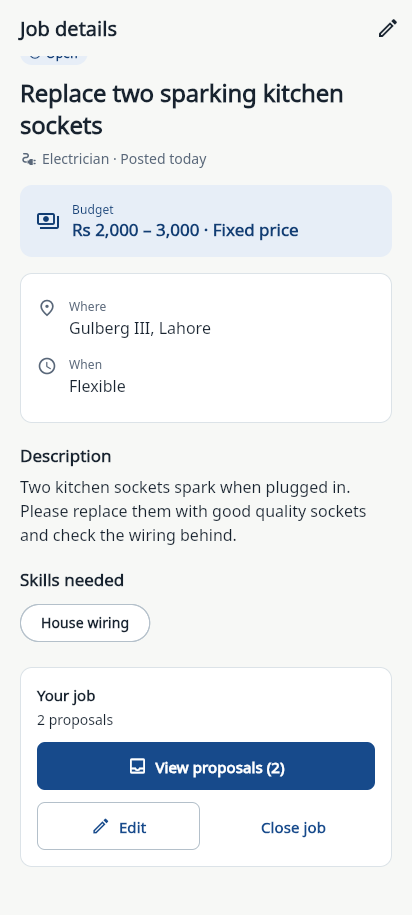 Job details
Open
Replace two sparking kitchen
sockets
Electrician · Posted today
Budget
Rs 2,000 – 3,000 · Fixed price
Where
Gulberg III, Lahore
When
Flexible
Description
Two kitchen sockets spark when plugged in.
Please replace them with good quality sockets
and check the wiring behind.
Skills needed
House wiring
Your job
2 proposals
View proposals (2)
Edit
Close job